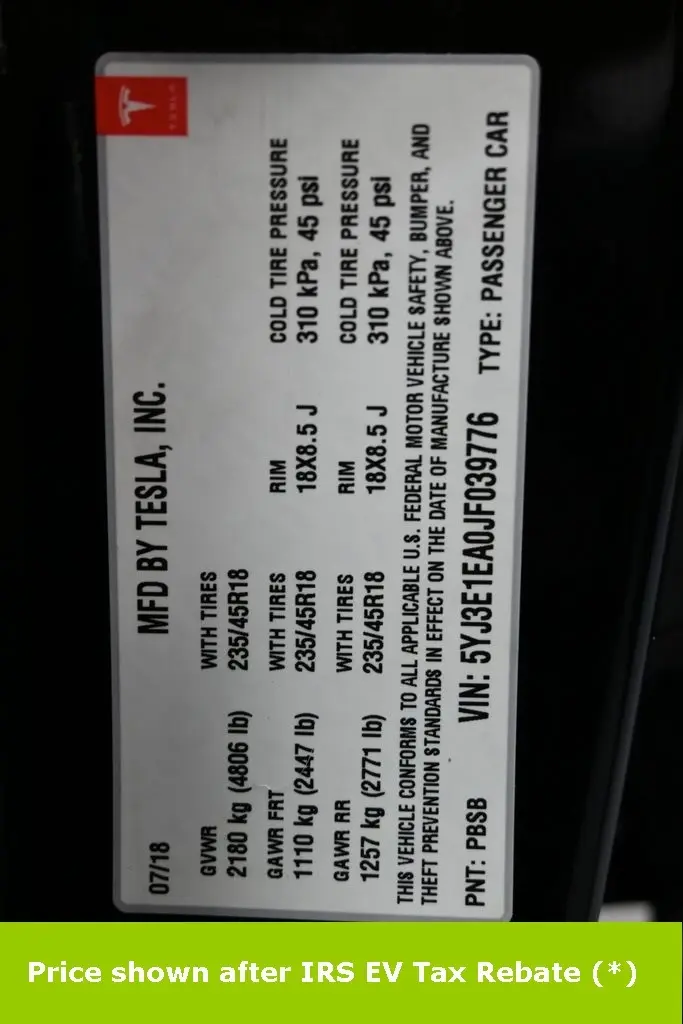 TESLA
07/18 MFD BY TESLA, INC.
GVWR WITH TIRES
2180 kg (4806 lb) 235/45R18
GAWR FRT WITH TIRES RIM COLD TIRE PRESSURE
1110 kg (2447 lb) 235/45R18 18X8.5 J 310 kPa, 45 psi
GAWR RR WITH TIRES RIM COLD TIRE PRESSURE
1257 kg (2771 lb) 235/45R18 18X8.5 J 310 kPa, 45 psi
THIS VEHICLE CONFORMS TO ALL APPLICABLE U.S. FEDERAL MOTOR VEHICLE SAFETY, BUMPER, AND
THEFT PREVENTION STANDARDS IN EFFECT ON THE DATE OF MANUFACTURE SHOWN ABOVE.
PNT: PBSB VIN: 5YJ3E1EA0JF039776 TYPE: PASSENGER CAR
Price shown after IRS EV Tax Rebate (*)